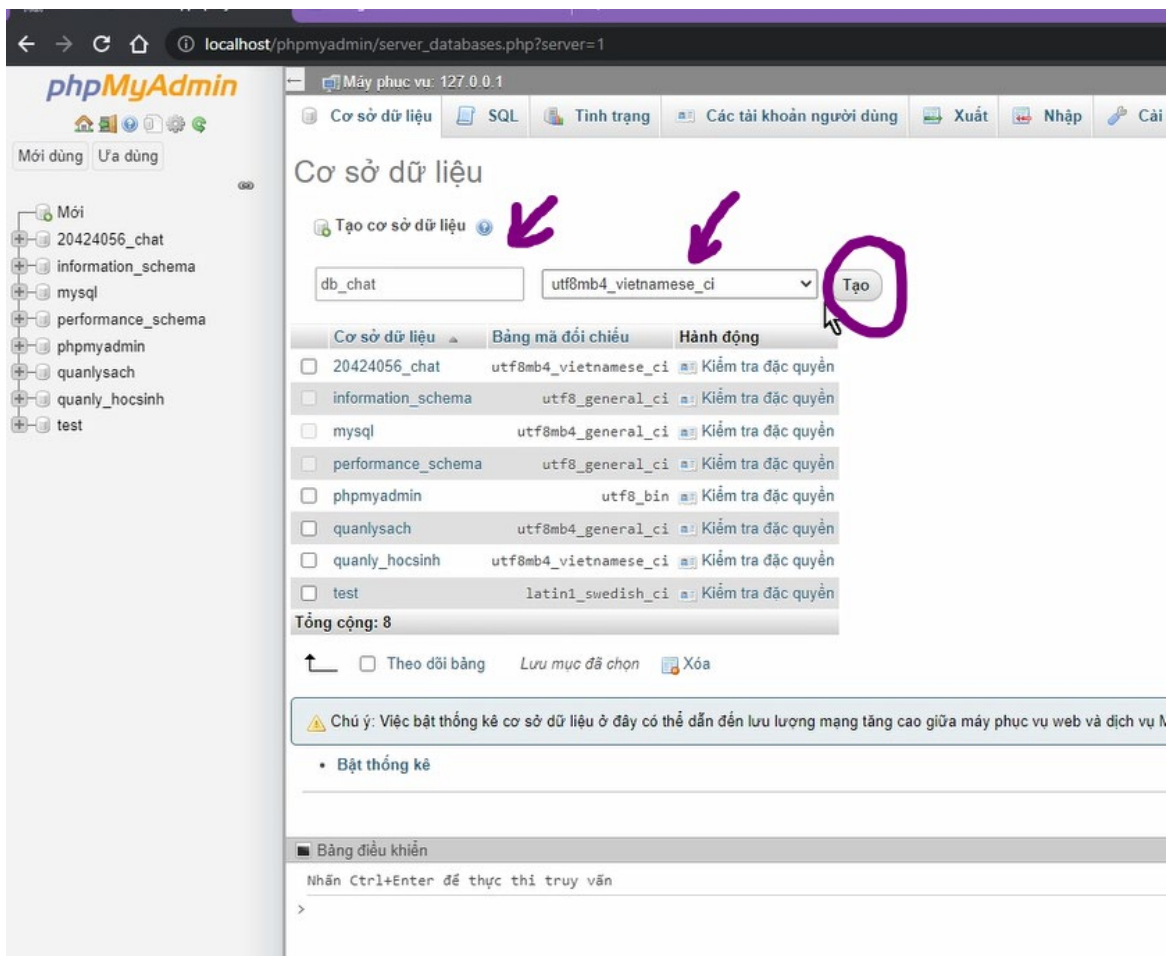 localhost/phpmyadmin/server_databases.php?server=1
phpMyAdmin
Máy phục vụ: 127.0.0.1
Cơ sở dữ liệu SQL Tình trạng Các tài khoản người dùng Xuất Nhập Cài
Mới dùng Ưa dùng
Mới
20424056_chat
information_schema
mysql
performance_schema
phpmyadmin
quanlysach
quanly_hocsinh
test
Cơ sở dữ liệu
Tạo cơ sở dữ liệu
db_chat utf8mb4_vietnamese_ci Tạo
Cơ sở dữ liệu Bảng mã đối chiếu Hành động
20424056_chat utf8mb4_vietnamese_ci Kiểm tra đặc quyền
information_schema utf8_general_ci Kiểm tra đặc quyền
mysql utf8mb4_general_ci Kiểm tra đặc quyền
performance_schema utf8_general_ci Kiểm tra đặc quyền
phpmyadmin utf8_bin Kiểm tra đặc quyền
quanlysach utf8mb4_general_ci Kiểm tra đặc quyền
quanly_hocsinh utf8mb4_vietnamese_ci Kiểm tra đặc quyền
test latin1_swedish_ci Kiểm tra đặc quyền
Tổng cộng: 8
Theo dõi bảng Lưu mục đã chọn Xóa
Chú ý: Việc bật thống kê cơ sở dữ liệu ở đây có thể dẫn đến lưu lượng mạng tăng cao giữa máy phục vụ web và dịch vụ M
• Bật thống kê
Bảng điều khiển
Nhấn Ctrl+Enter để thực thi truy vấn
>